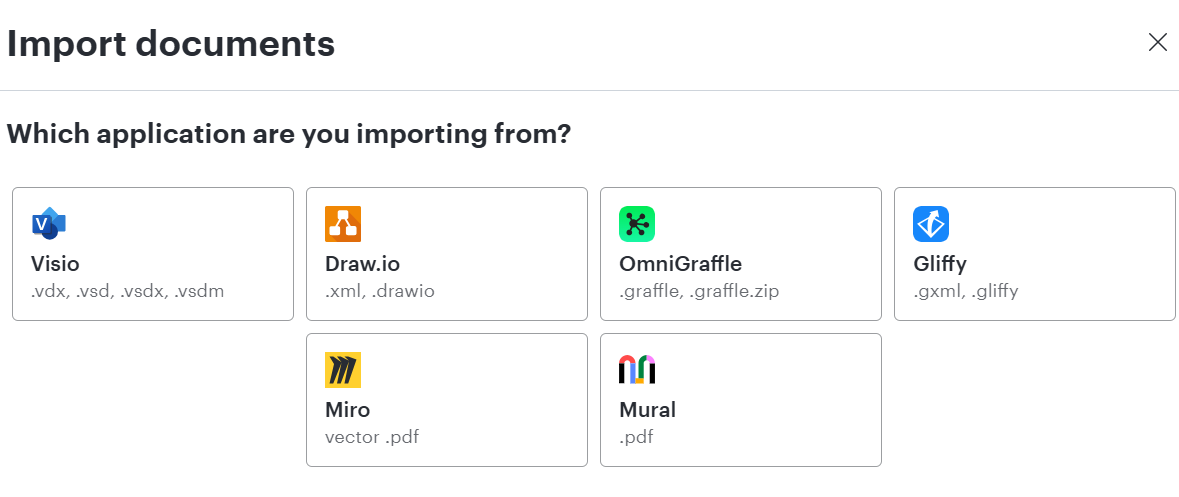 Import documents
Which application are you importing from?
V
Visio
.vdx, .vsd, .vsdx, .vsdm
Draw.io
.xml, .drawio
OmniGraffle
.graffle, .graffle.zip
Gliffy
.gxml, .gliffy
Miro
vector .pdf
Mural
.pdf